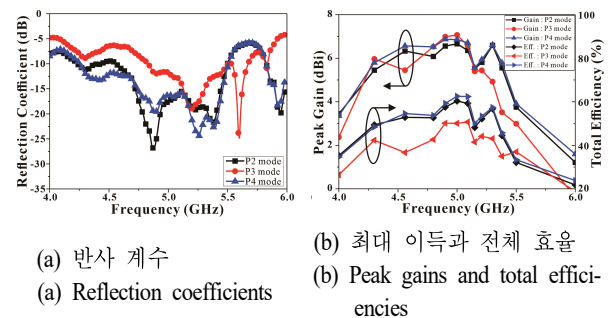 Reflection Coefficient (dB)
0
-5
-10
-15
-20
-25
-30
-35
P2 mode
P3 mode
P4 mode
4.0 4.5 5.0 5.5 6.0
Frequency (GHz)
(a) 반사 계수
(a) Reflection coefficients
Peak Gain (dBi)
8
6
4
2
0
Gain : P2 mode
Gain : P3 mode
Gain : P4 mode
Eff. : P2 mode
Eff. : P3 mode
Eff. : P4 mode
100
80
60
40
20
Total Efficiency (%)
4.0 4.5 5.0 5.5 6.0
Frequency (GHz)
(b) 최대 이득과 전체 효율
(b) Peak gains and total effici-
encies